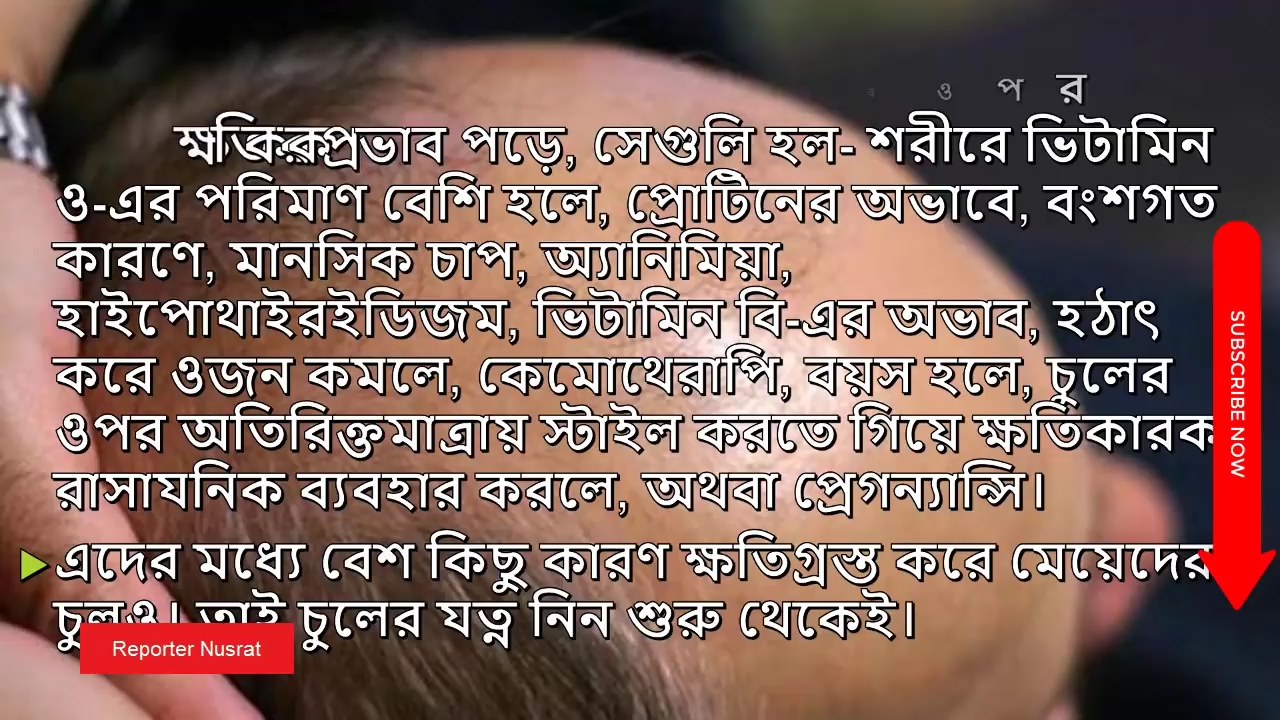 ওপর
ক্ষতিকরক প্রভাব পড়ে, সেগুলি হল- শরীরে ভিটামিন
ও-এর পরিমাণ বেশি হলে, প্রোটিনের অভাবে, বংশগত
কারণে, মানসিক চাপ, অ্যানিমিয়া,
হাইপোথাইরইডিজ়ম, ভিটামিন বি-এর অভাব, হঠাৎ
করে ওজন কমলে, কেমোথেরাপি, বয়স হলে, চুলের
ওপর অতিরিক্তমাত্রায় স্টাইল করতে গিয়ে ক্ষতিকারক
রাসাযনিক ব্যবহার করলে, অথবা প্রেগন্যান্সি।
এদের মধ্যে বেশ কিছু কারণ ক্ষতিগ্রস্ত করে মেয়েদের
চুলও। তাই চুলের যত্ন নিন শুরু থেকেই।
Reporter Nusrat
SUBSCRIBE NOW